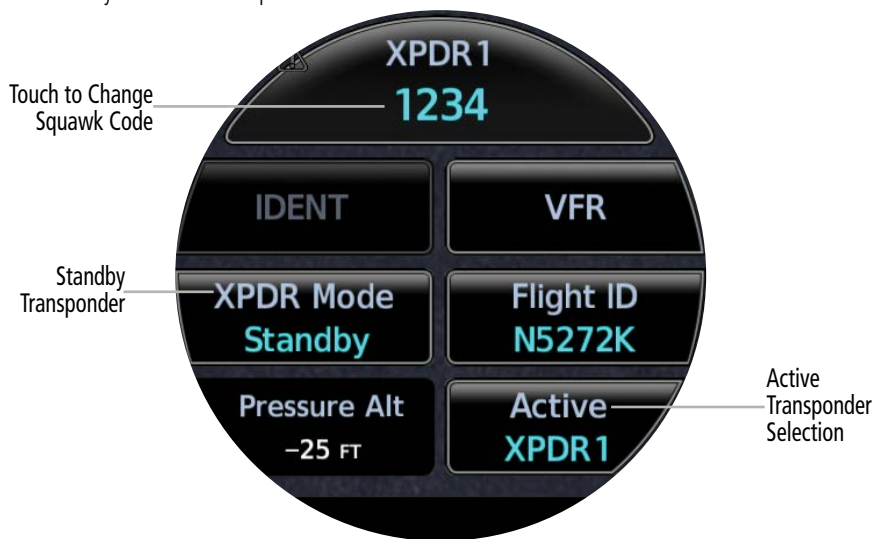 XPDR1
1234
Touch to Change
Squawk Code
IDENT
VFR
Standby
Transponder
XPDR Mode
Standby
Flight ID
N5272K
Pressure Alt
−25 FT
Active
XPDR1
Active
Transponder
Selection